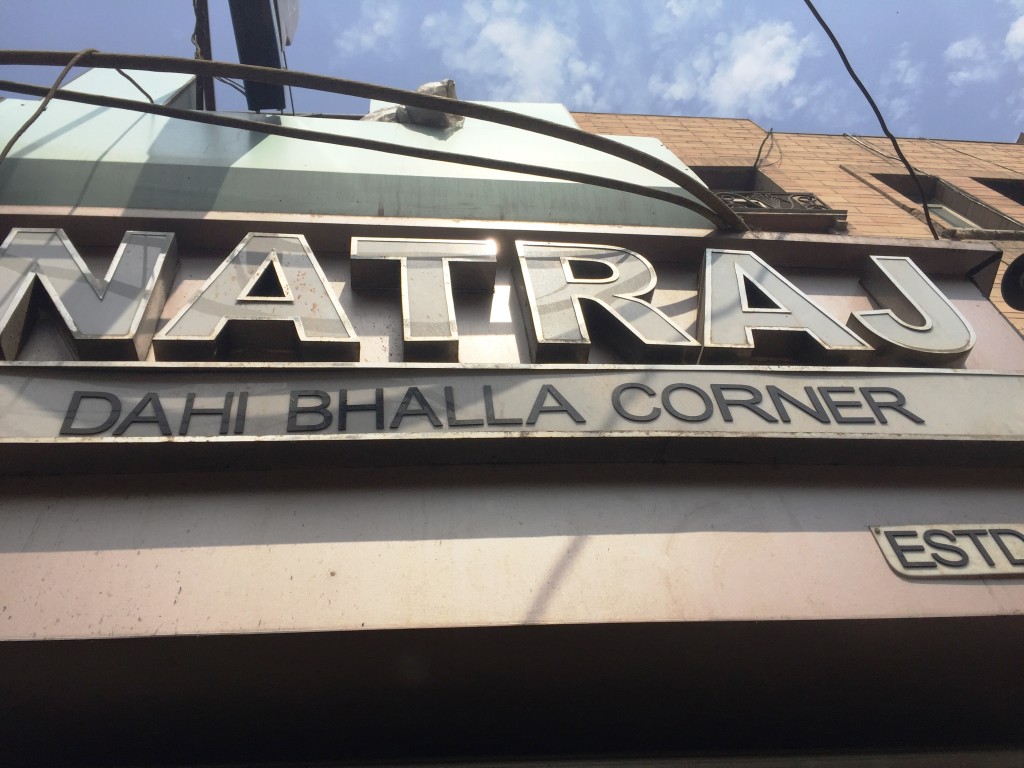 NATRAJ
DAHI BHALLA CORNER
ESTD